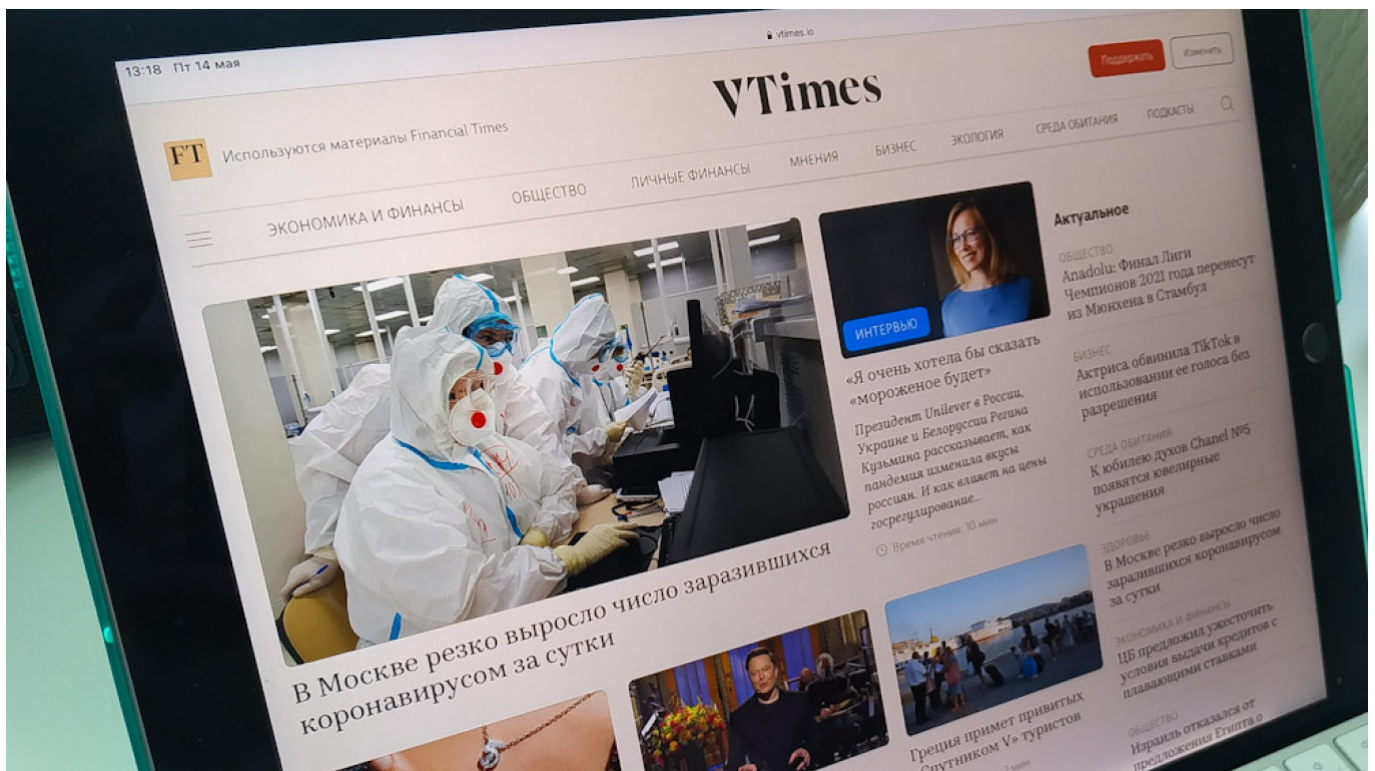 13:18 Пт 14 мая
vtimes.io
FT
Используются материалы Financial Times
VTimes
Поддержать
Изменить
ЭКОНОМИКА И ФИНАНСЫ
ОБЩЕСТВО
ЛИЧНЫЕ ФИНАНСЫ
МНЕНИЯ
БИЗНЕС
ЭКОЛОГИЯ
СРЕДА ОБИТАНИЯ
ПОДКАСТЫ
В Москве резко выросло число заразившихся
коронавирусом за сутки
ИНТЕРВЬЮ
«Я очень хотела бы сказать
«мороженое будет»
Президент Unilever в России,
Украине и Белоруссии Регина
Кузьмина рассказывает, как
пандемия изменила вкусы
россиян. И как влияет на цены
госрегулирование...
Время чтения: 10 мин
Греция примет привитых
«Спутником V» туристов
мин
Актуальное
ОБЩЕСТВО
Anadolu: Финал Лиги
Чемпионов 2021 года перенесут
из Мюнхена в Стамбул
БИЗНЕС
Актриса обвинила TikTok в
использовании ее голоса без
разрешения
СРЕДА ОБИТАНИЯ
К юбилею духов Chanel №5
появятся ювелирные
украшения
ЗДОРОВЬЕ
В Москве резко выросло число
заразившихся коронавирусом
за сутки
ЭКОНОМИКА И ФИНАНСЫ
ЦБ предложил ужесточить
условия выдачи кредитов с
плавающими ставками
ОБЩЕСТВО
Израиль отказался от
предложения Египта о